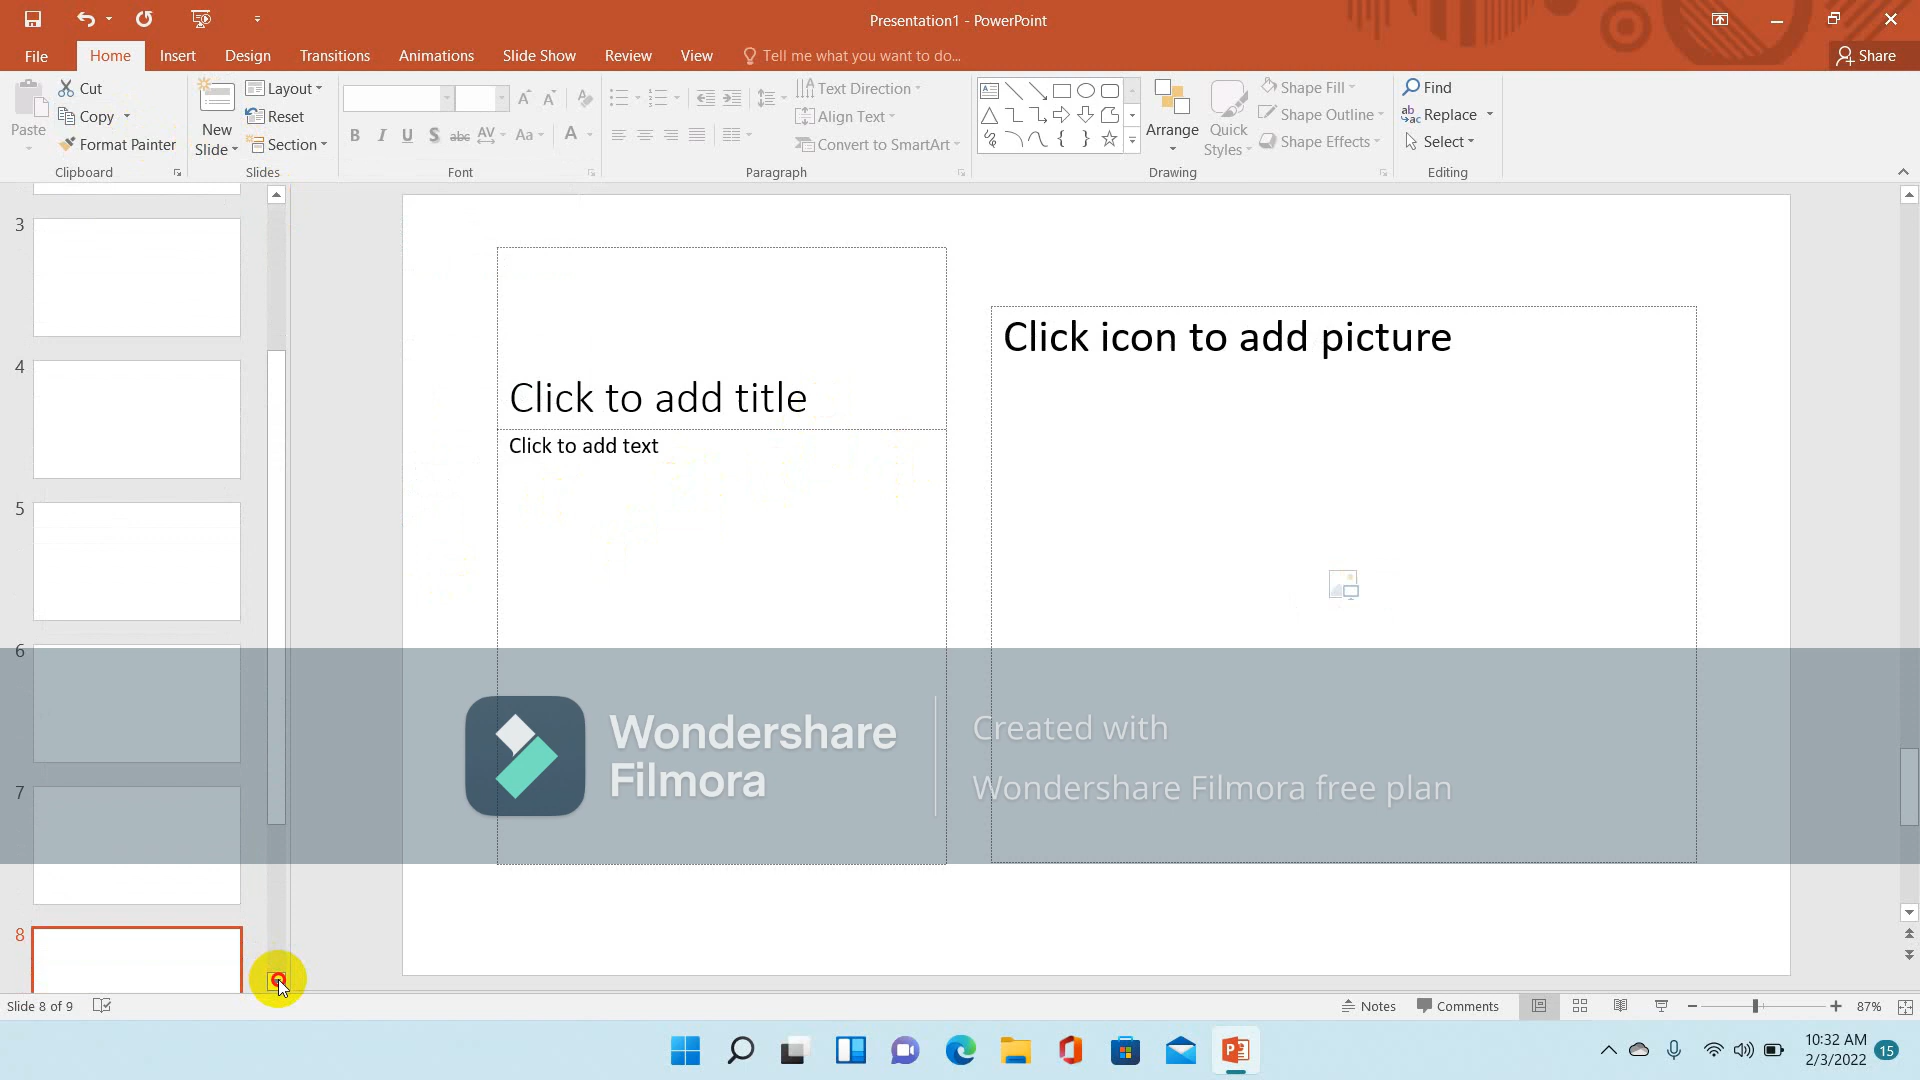 Presentation1 - PowerPoint
File Home Insert Design Transitions Animations Slide Show Review View Tell me what you want to do... Share
Paste
Cut
Copy
Format Painter
Clipboard
New
Slide
Layout
Reset
Section
Slides
B I U S abc AV Aa A
Font
Text Direction
Align Text
Convert to SmartArt
Paragraph
Arrange
Quick
Styles
Shape Fill
Shape Outline
Shape Effects
Drawing
Find
Replace
Select
Editing
3
4
5
6
7
8
Click to add title
Click to add text
Click icon to add picture
Wondershare
Filmora
Created with
Wondershare Filmora free plan
Slide 8 of 9
Notes
Comments
87%
10:32 AM
2/3/2022
15